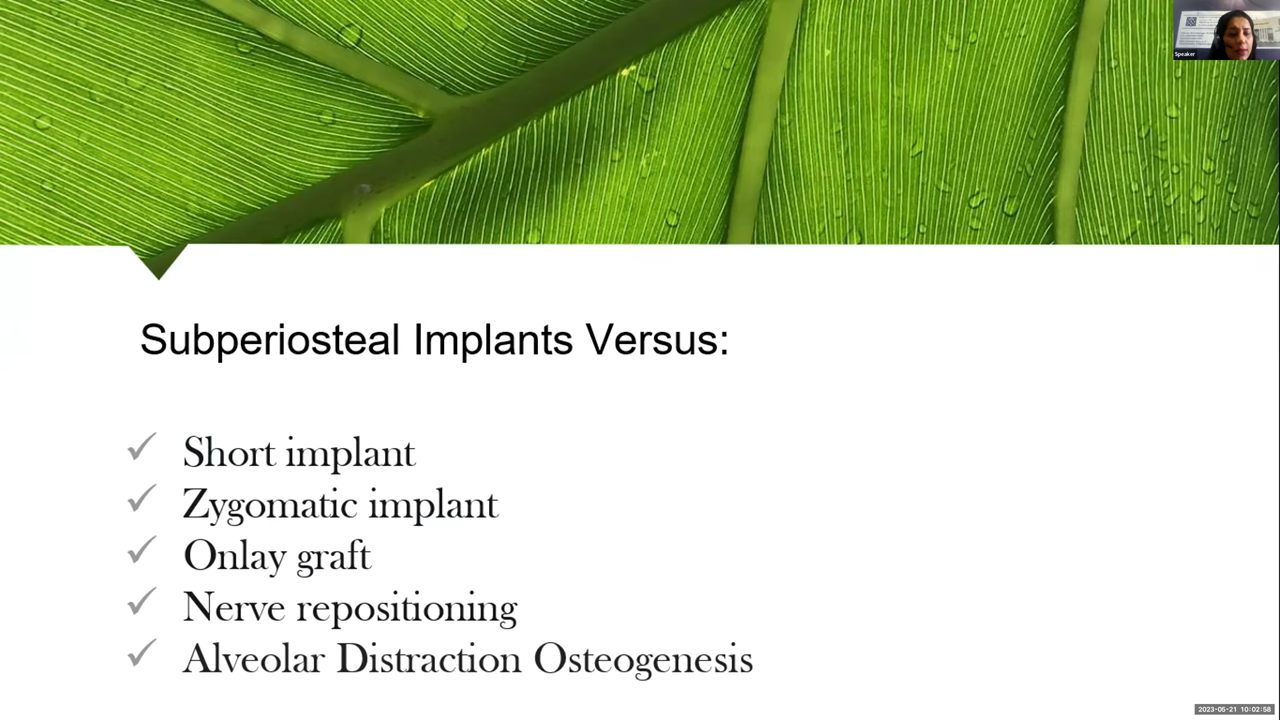 Speaker
Subperiosteal Implants Versus:
✓ Short implant
✓ Zygomatic implant
✓ Onlay graft
✓ Nerve repositioning
✓ Alveolar Distraction Osteogenesis
2023-05-21 10:02:58